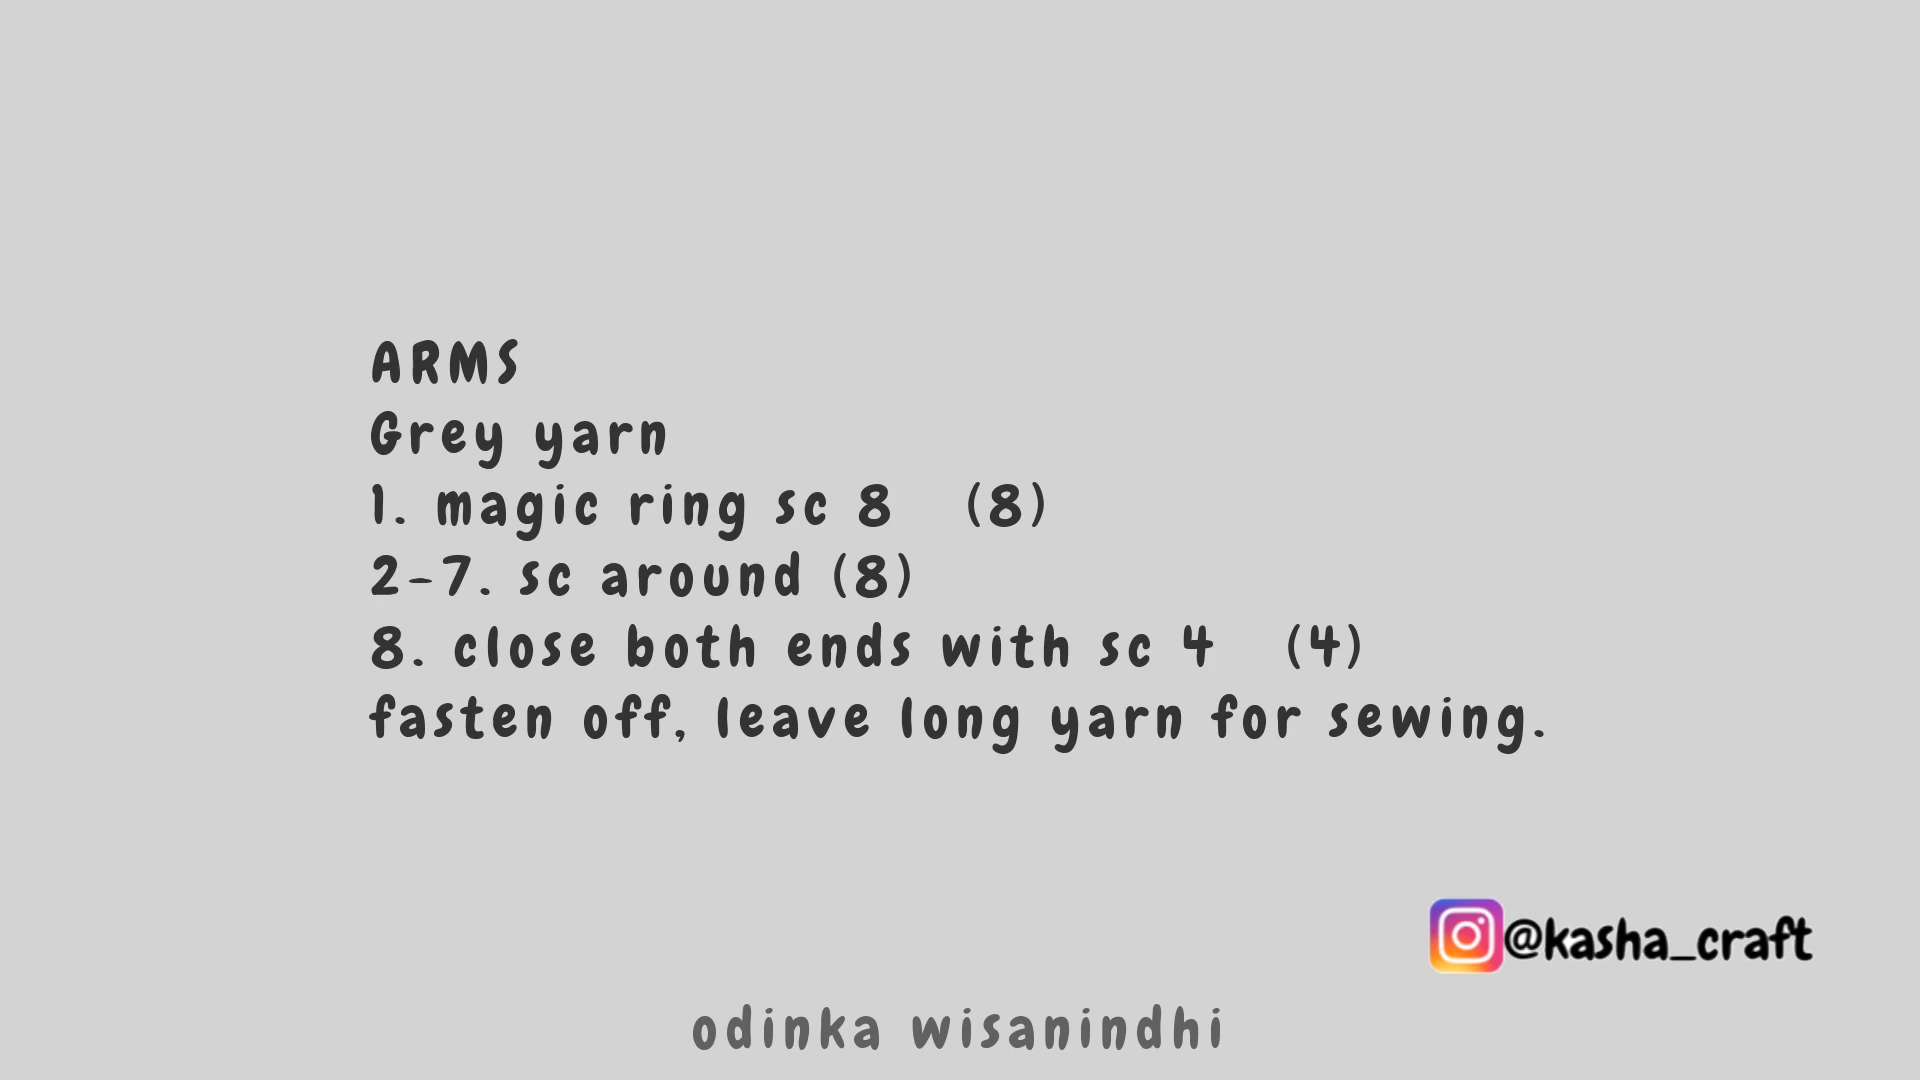 ARMS
Grey yarn
1. magic ring sc 8 (8)
2-7. sc around (8)
8. close both ends with sc 4 (4)
fasten off, leave long yarn for sewing.
@kasha_craft
odinka wisanindhi